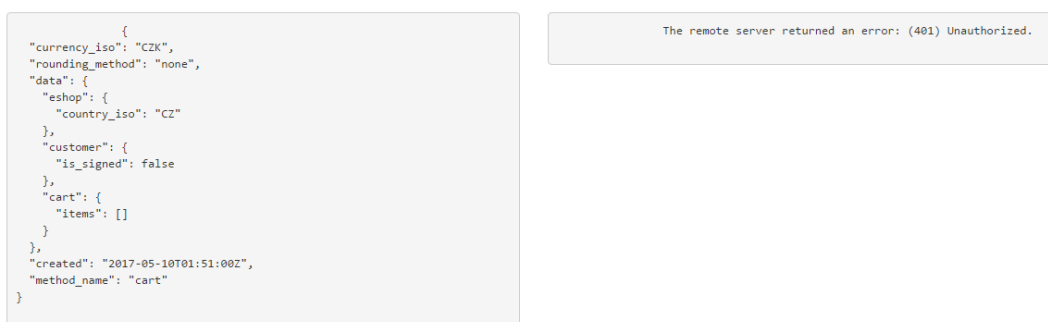 {
"currency_iso": "CZK",
"rounding_method": "none",
"data": {
"eshop": {
"country_iso": "CZ"
},
"customer": {
"is_signed": false
},
"cart": {
"items": []
}
},
"created": "2017-05-10T01:51:00Z",
"method_name": "cart"
}
The remote server returned an error: (401) Unauthorized.